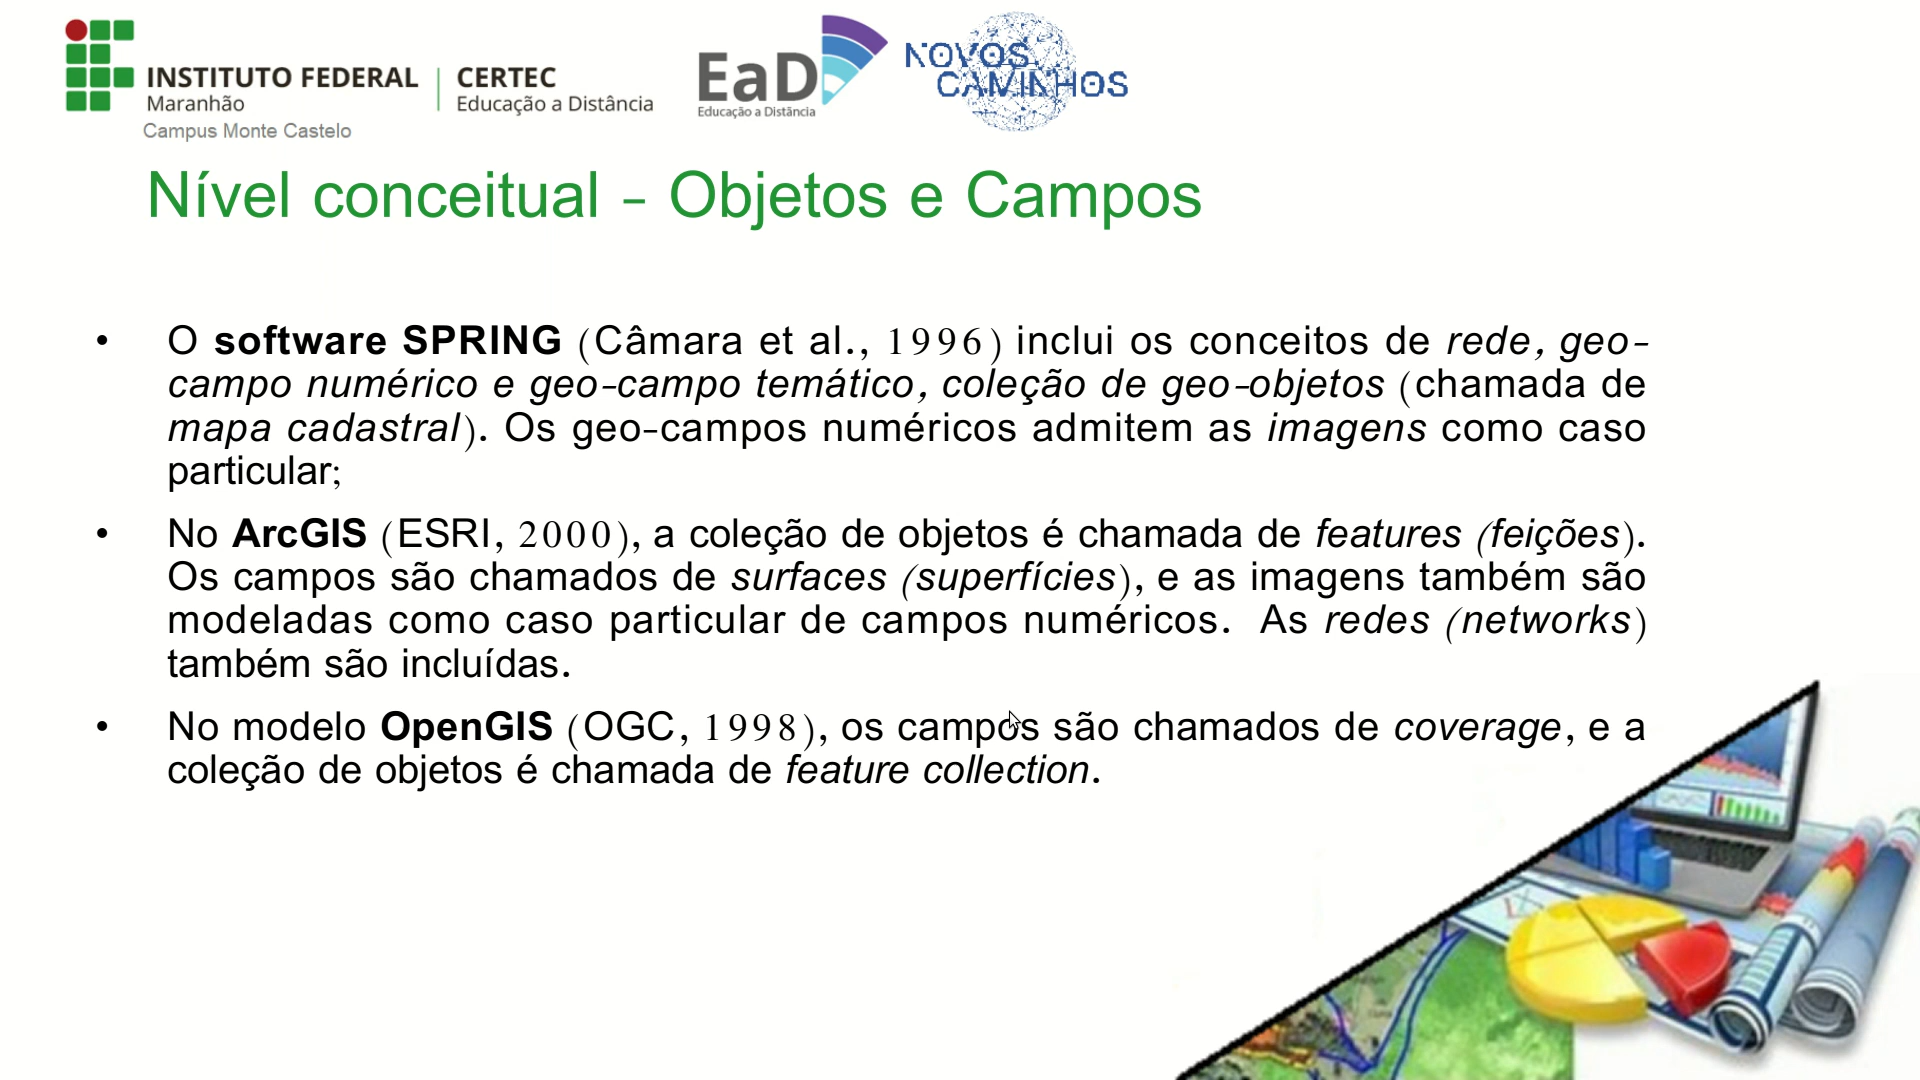 INSTITUTO FEDERAL
Maranhão
Campus Monte Castelo
CERTEC
Educação a Distância
EaD
Educação a Distância
NOVOS
CAMINHOS
Nível conceitual - Objetos e Campos
• O software SPRING (Câmara et al., 1996) inclui os conceitos de rede, geo-
campo numérico e geo-campo temático, coleção de geo-objetos (chamada de
mapa cadastral). Os geo-campos numéricos admitem as imagens como caso
particular;
• No ArcGIS (ESRI, 2000), a coleção de objetos é chamada de features (feições).
Os campos são chamados de surfaces (superfícies), e as imagens também são
modeladas como caso particular de campos numéricos. As redes (networks)
também são incluídas.
• No modelo OpenGIS (OGC, 1998), os campos são chamados de coverage, e a
coleção de objetos é chamada de feature collection.